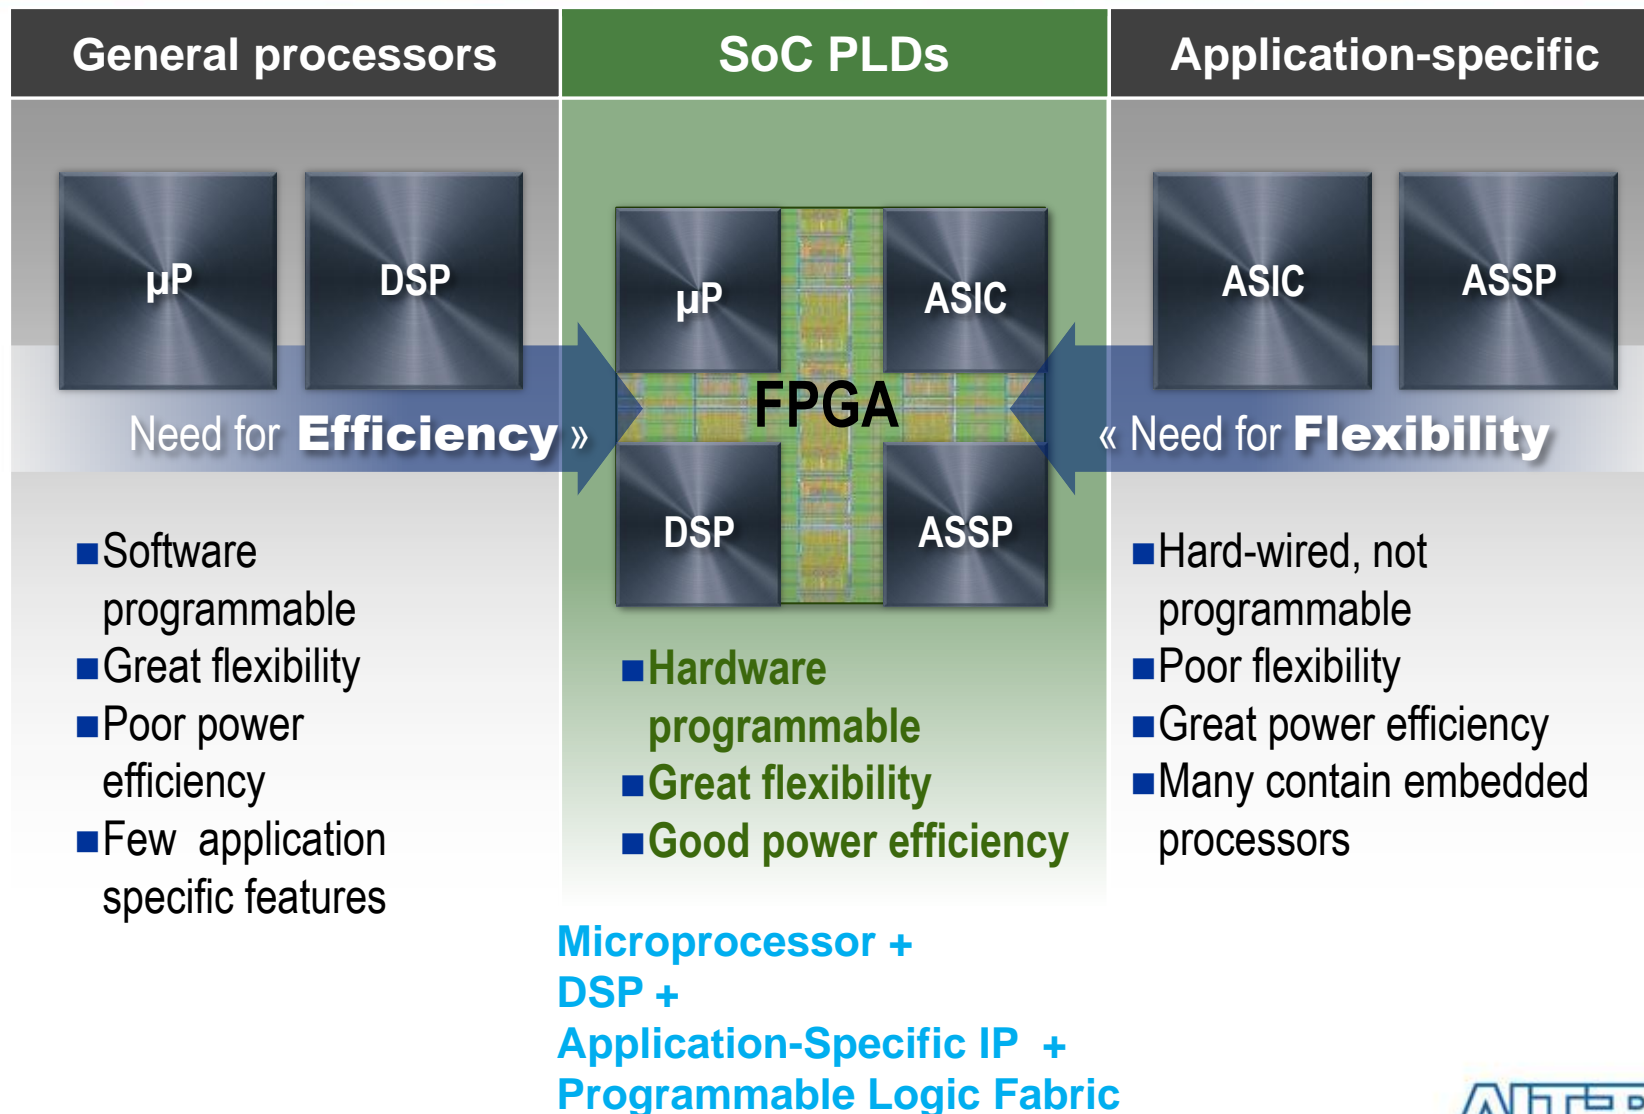 General processors
SoC PLDs
Application-specific
µP
DSP
µP
ASIC
FPGA
DSP
ASSP
ASIC
ASSP
Need for Efficiency »
« Need for Flexibility
Software
programmable
Great flexibility
Poor power
efficiency
Few application
specific features
Hardware
programmable
Great flexibility
Good power efficiency
Hard-wired, not
programmable
Poor flexibility
Great power efficiency
Many contain embedded
processors
Microprocessor +
DSP +
Application-Specific IP +
Programmable Logic Fabric